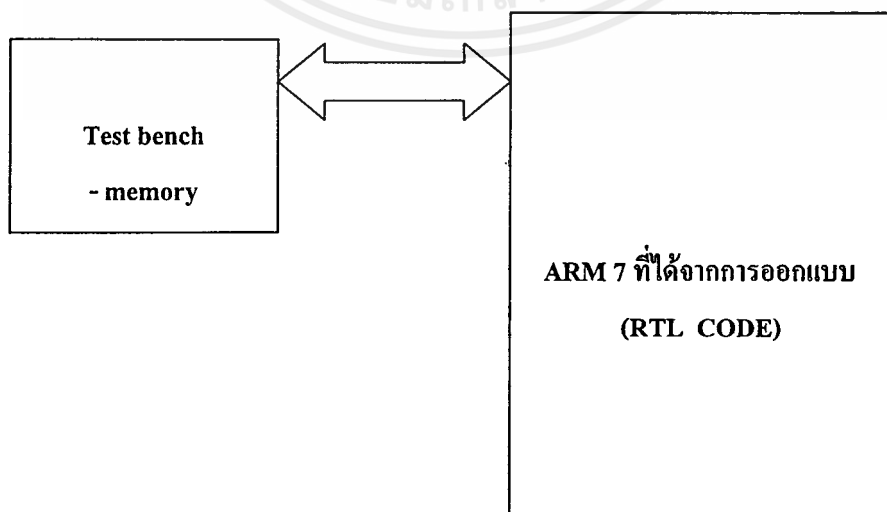 Test bench
- memory
ARM 7 ที่ได้จากการออกแบบ
(RTL CODE)